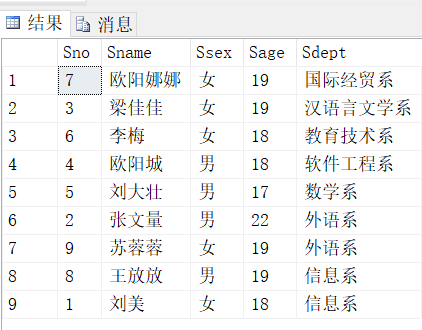 结果 消息
Sno Sname Ssex Sage Sdept
1 7 欧阳娜娜 女 19 国际经贸系
2 3 梁佳佳 女 19 汉语言文学系
3 6 李梅 女 18 教育技术系
4 4 欧阳城 男 18 软件工程系
5 5 刘大壮 男 17 数学系
6 2 张文量 男 22 外语系
7 9 苏蓉蓉 女 19 外语系
8 8 王放放 男 19 信息系
9 1 刘美 女 18 信息系